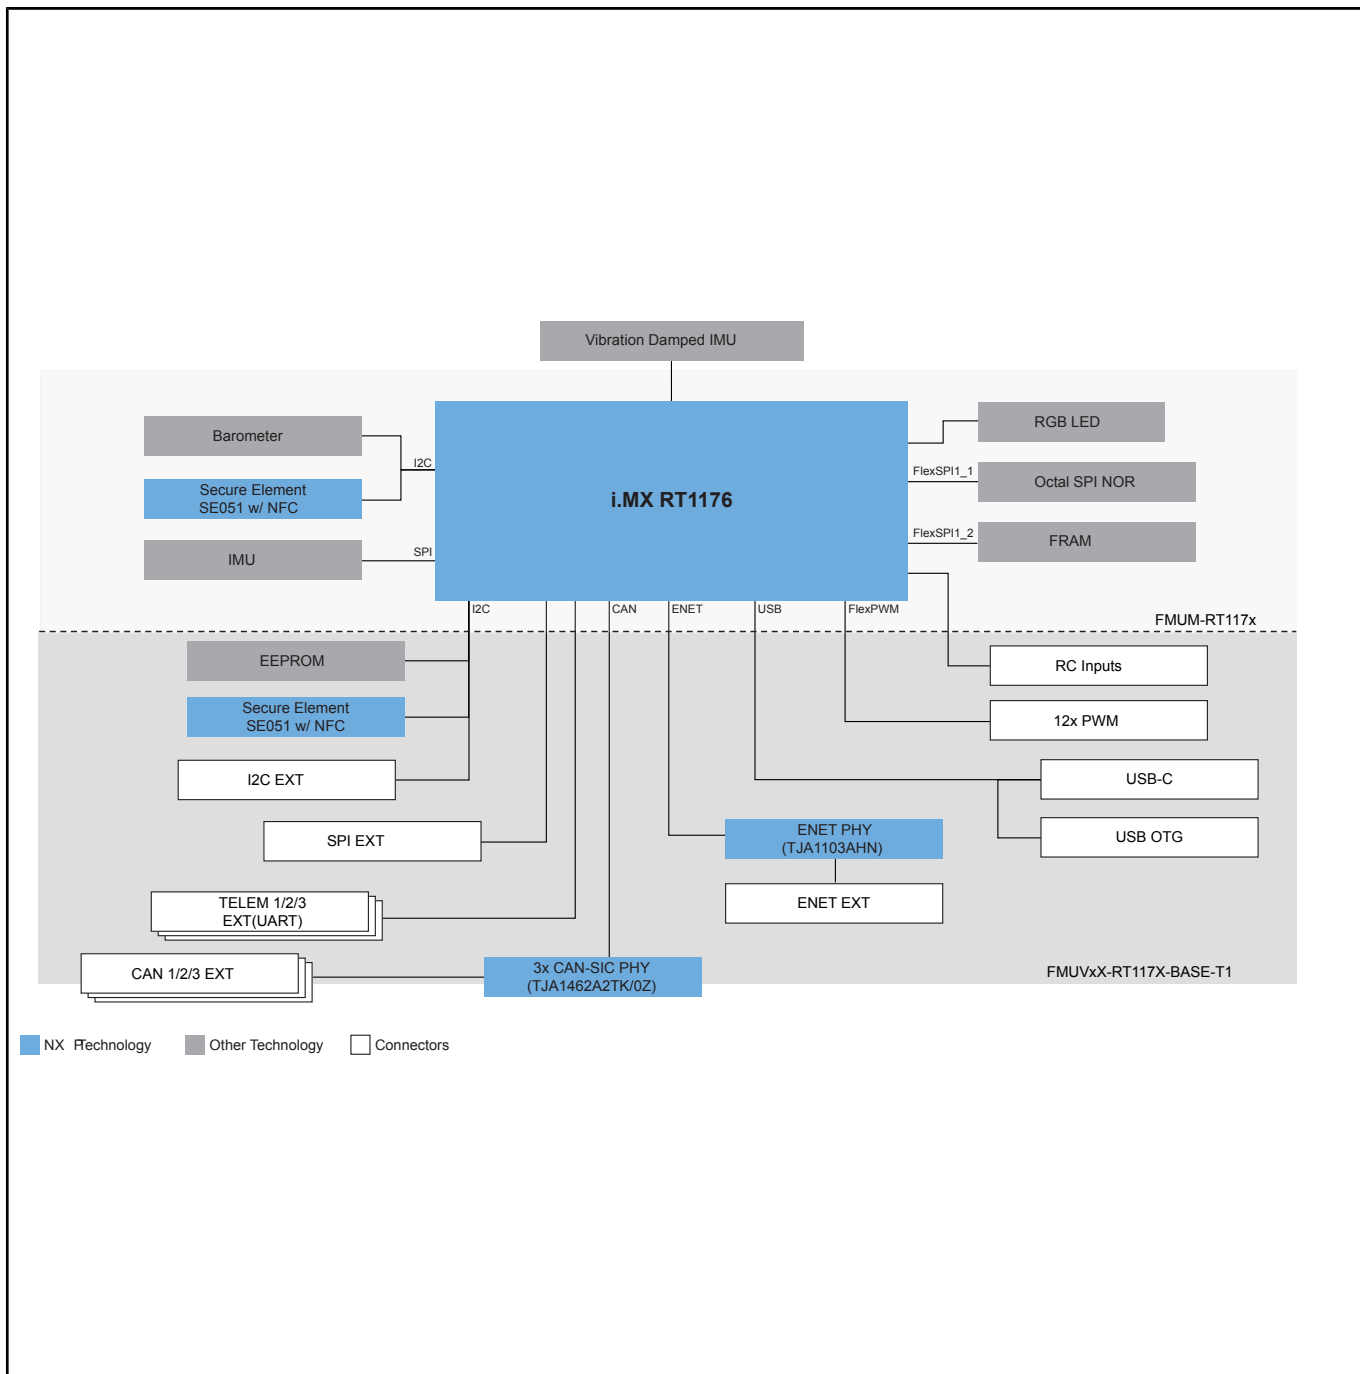 Vibration Damped IMU
Barometer
RGB LED
I2C
FlexSPI1_1
Secure Element
SE051 w/ NFC
Octal SPI NOR
i.MX RT1176
FlexSPI1_2
IMU
SPI
FRAM
I2C
CAN
ENET
USB
FlexPWM
FMUM-RT117x
EEPROM
RC Inputs
Secure Element
SE051 w/ NFC
12x PWM
I2C EXT
USB-C
SPI EXT
ENET PHY
(TJA1103AHN)
USB OTG
TELEM 1/2/3
EXT(UART)
ENET EXT
CAN 1/2/3 EXT
3x CAN-SIC PHY
(TJA1462A2TK/0Z)
FMUVxX-RT117X-BASE-T1
NXP Technology
Other Technology
Connectors